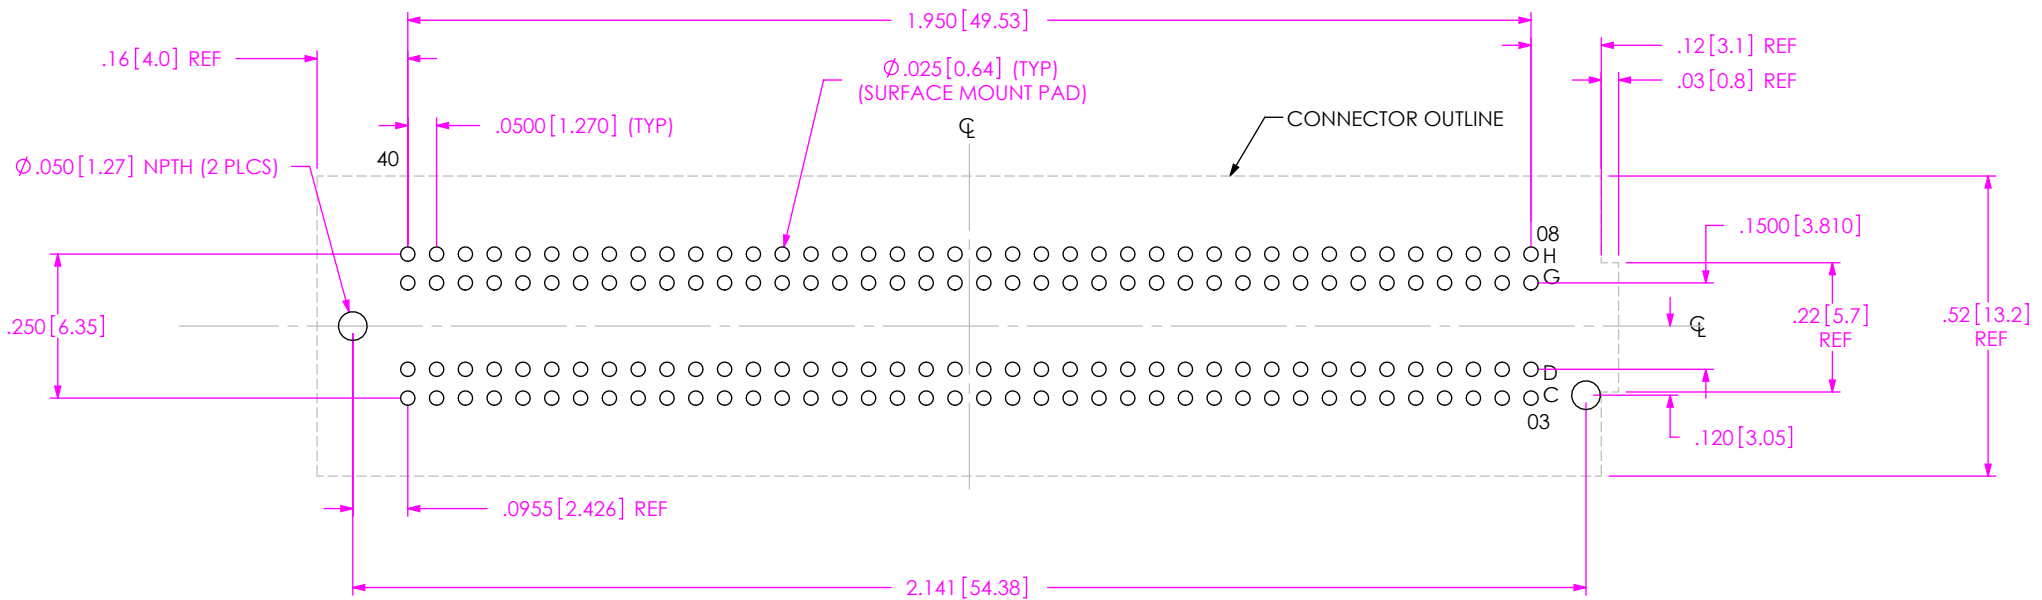 1.950[49.53]
.16[4.0] REF
.12[3.1] REF
Ø.025[0.64] (TYP)
(SURFACE MOUNT PAD)
.03[0.8] REF
.0500[1.270] (TYP)
℄
CONNECTOR OUTLINE
40
Ø.050[1.27] NPTH (2 PLCS)
08
H
G
.1500[3.810]
.250[6.35]
℄
.22[5.7]
REF
.52[13.2]
REF
D
C
03
.120[3.05]
.0955[2.426] REF
2.141[54.38]